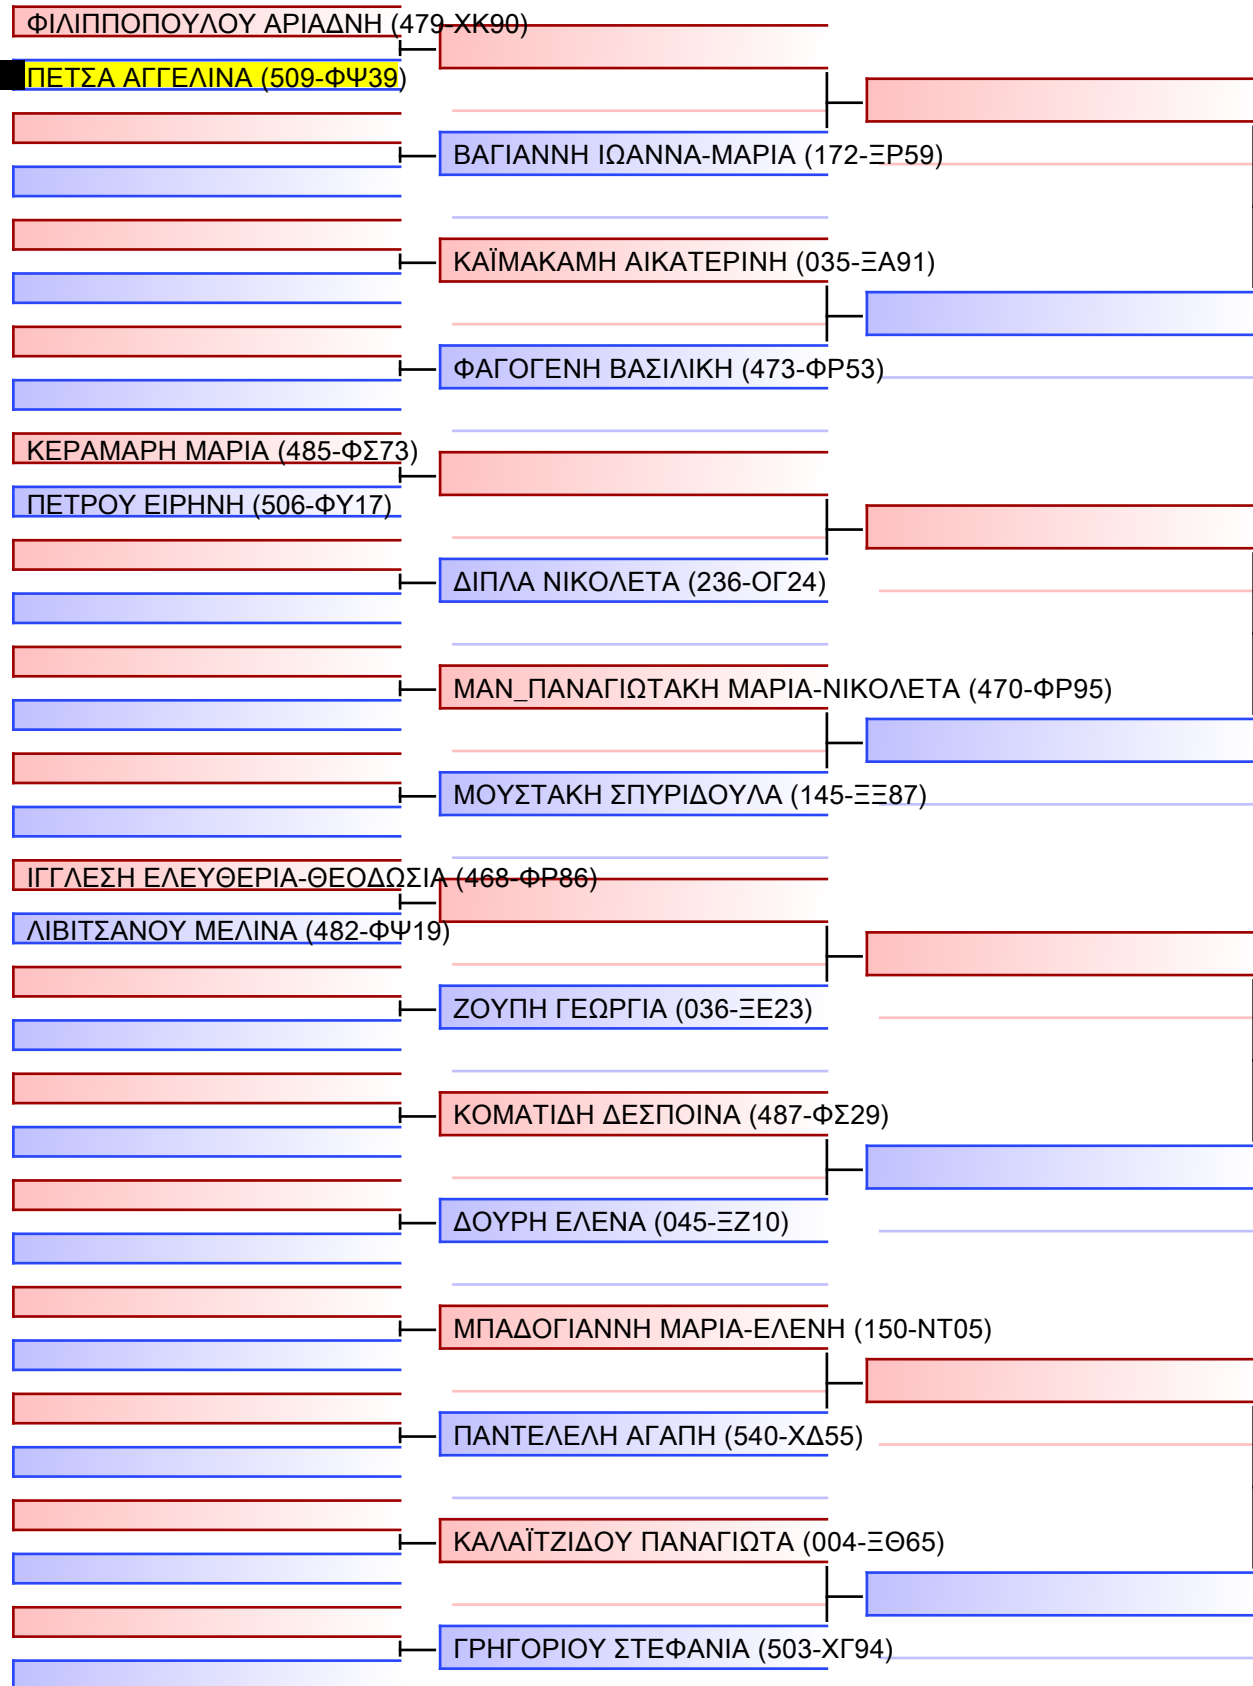 ΦΙΛΙΠΠΟΠΟΥΛΟΥ ΑΡΙΑΔΝΗ (479-ΧΚ90)
ΠΕΤΣΑ ΑΓΓΕΛΙΝΑ (509-ΦΨ39)
ΒΑΓΙΑΝΝΗ ΙΩΑΝΝΑ-ΜΑΡΙΑ (172-ΞΡ59)
ΚΑΪΜΑΚΑΜΗ ΑΙΚΑΤΕΡΙΝΗ (035-ΞΑ91)
ΦΑΓΟΓΕΝΗ ΒΑΣΙΛΙΚΗ (473-ΦΡ53)
ΚΕΡΑΜΑΡΗ ΜΑΡΙΑ (485-ΦΣ73)
ΠΕΤΡΟΥ ΕΙΡΗΝΗ (506-ΦΥ17)
ΔΙΠΛΑ ΝΙΚΟΛΕΤΑ (236-ΟΓ24)
ΜΑΝ_ΠΑΝΑΓΙΩΤΑΚΗ ΜΑΡΙΑ-ΝΙΚΟΛΕΤΑ (470-ΦΡ95)
ΜΟΥΣΤΑΚΗ ΣΠΥΡΙΔΟΥΛΑ (145-ΞΞ87)
ΙΓΓΛΕΣΗ ΕΛΕΥΘΕΡΙΑ-ΘΕΟΔΩΣΙΑ (468-ΦΡ86)
ΛΙΒΙΤΣΑΝΟΥ ΜΕΛΙΝΑ (482-ΦΨ19)
ΖΟΥΠΗ ΓΕΩΡΓΙΑ (036-ΞΕ23)
ΚΟΜΑΤΙΔΗ ΔΕΣΠΟΙΝΑ (487-ΦΣ29)
ΔΟΥΡΗ ΕΛΕΝΑ (045-ΞΖ10)
ΜΠΑΔΟΓΙΑΝΝΗ ΜΑΡΙΑ-ΕΛΕΝΗ (150-ΝΤ05)
ΠΑΝΤΕΛΕΛΗ ΑΓΑΠΗ (540-ΧΔ55)
ΚΑΛΑΪΤΖΙΔΟΥ ΠΑΝΑΓΙΩΤΑ (004-ΞΘ65)
ΓΡΗΓΟΡΙΟΥ ΣΤΕΦΑΝΙΑ (503-ΧΓ94)